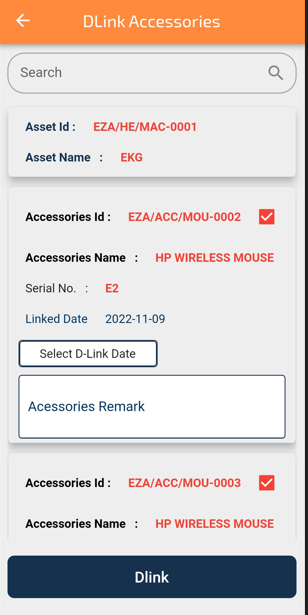 DLink Accessories
Search
Asset Id : EZA/HE/MAC-0001
Asset Name : EKG
Accessories Id : EZA/ACC/MOU-0002
Accessories Name : HP WIRELESS MOUSE
Serial No. : E2
Linked Date 2022-11-09
Select D-Link Date
Acessories Remark
Accessories Id : EZA/ACC/MOU-0003
Accessories Name : HP WIRELESS MOUSE
Dlink